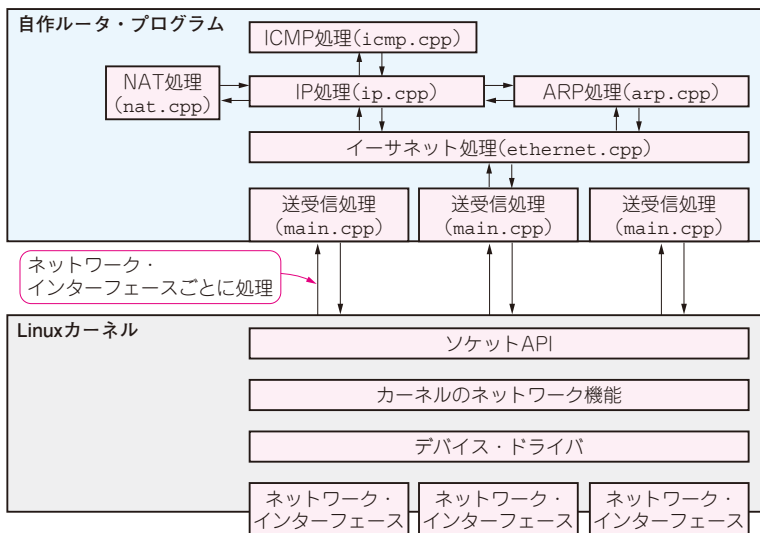 自作ルータ・プログラム
ICMP処理(icmp.cpp)
NAT処理
(nat.cpp)
IP処理(ip.cpp)
ARP処理(arp.cpp)
イーサネット処理(ethernet.cpp)
送受信処理
(main.cpp)
送受信処理
(main.cpp)
送受信処理
(main.cpp)
ネットワーク・
インターフェースごとに処理
Linuxカーネル
ソケットAPI
カーネルのネットワーク機能
デバイス・ドライバ
ネットワーク・
インターフェース
ネットワーク・
インターフェース
ネットワーク・
インターフェース